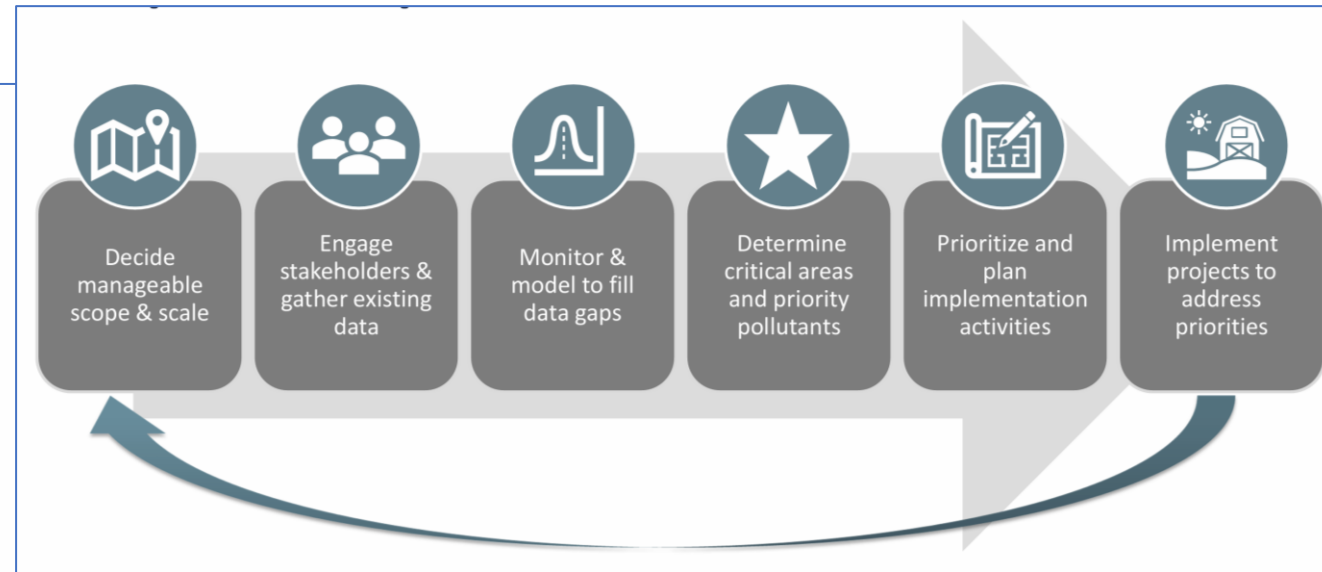 Decide
manageable
scope & scale
Engage
stakeholders &
gather existing
data
Monitor &
model to fill
data gaps
Determine
critical areas
and priority
pollutants
Prioritize and
plan
implementation
activities
Implement
projects to
address
priorities